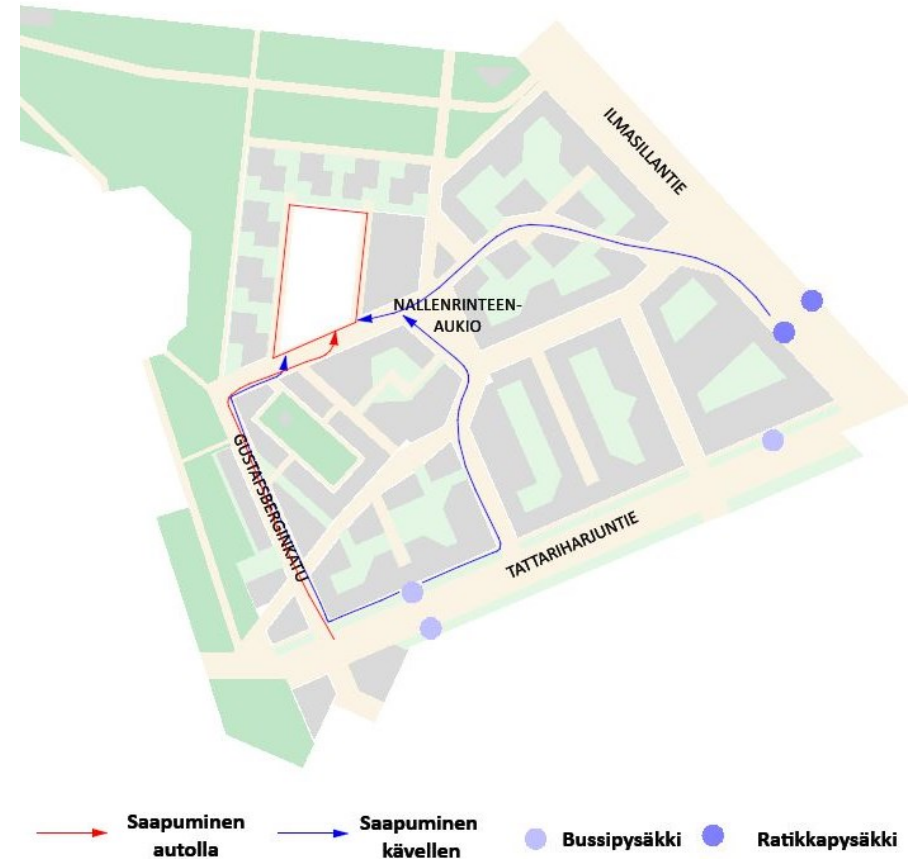 ILMASILLANTIE
NALLENRINTEEN-
AUKIO
GUSTAFSBERGINKATU
TATTARIHARJUNTIE
Saapuminen
autolla
Saapuminen
kävellen
Bussipysäkki
Ratikkapysäkki